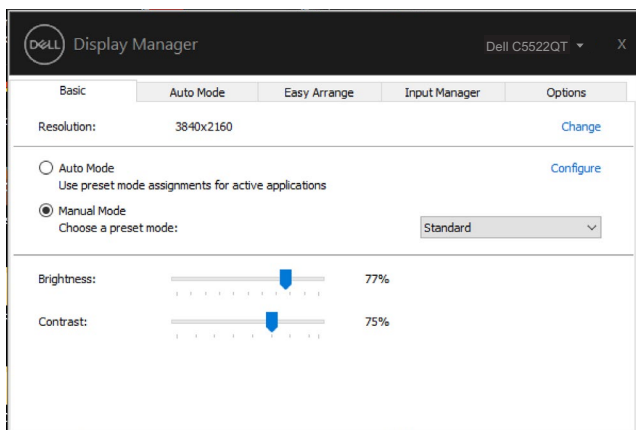 DELL Display Manager Dell C5522QT X
Basic Auto Mode Easy Arrange Input Manager Options
Resolution: 3840x2160 Change
Auto Mode Configure
Use preset mode assignments for active applications
Manual Mode
Choose a preset mode: Standard
Brightness: 77%
Contrast: 75%